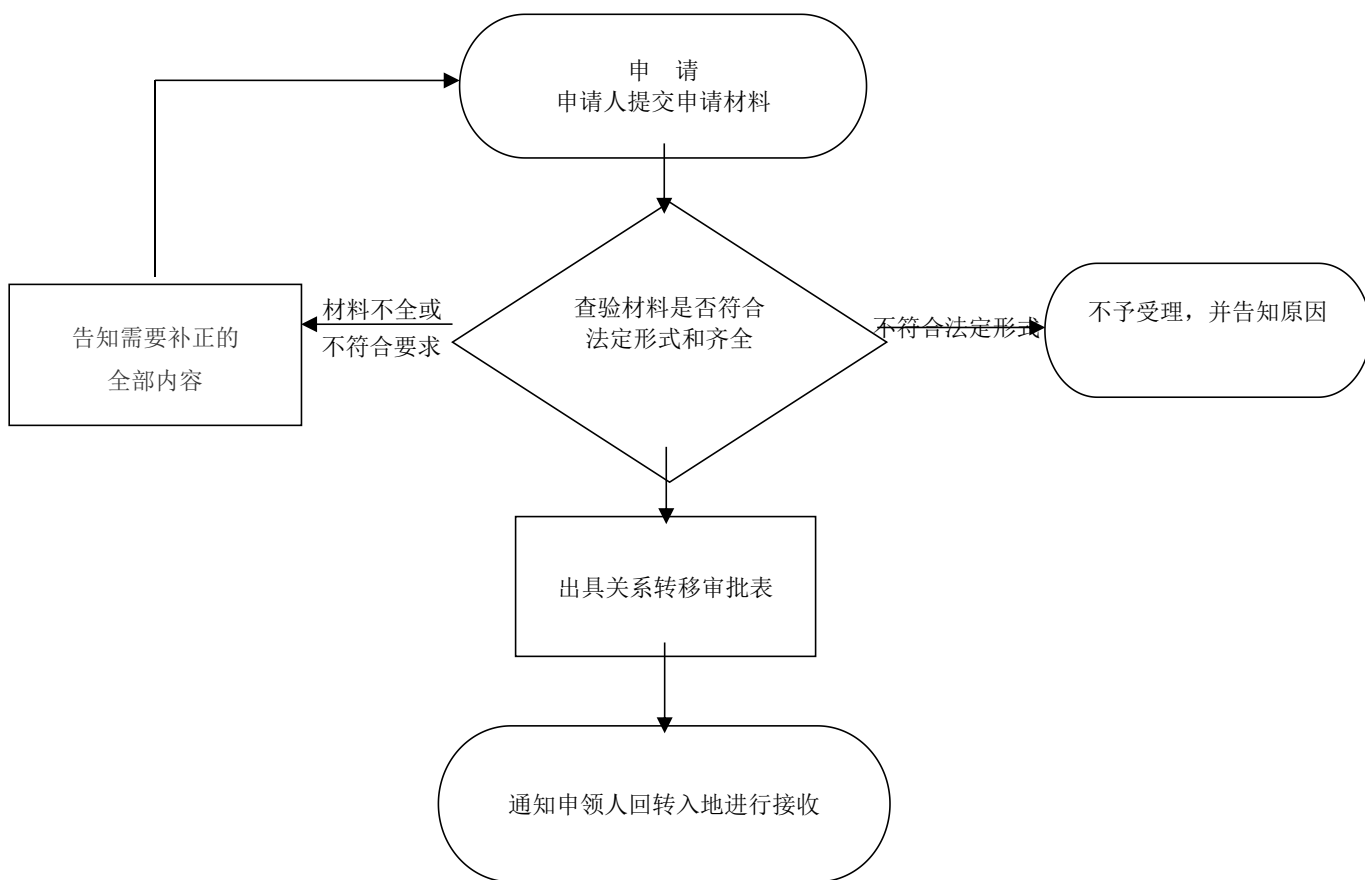 申 请
申请人提交申请材料
查验材料是否符合
法定形式和齐全
材料不全或
不符合要求
告知需要补正的
全部内容
不符合法定形式
不予受理，并告知原因
出具关系转移审批表
通知申领人回转入地进行接收